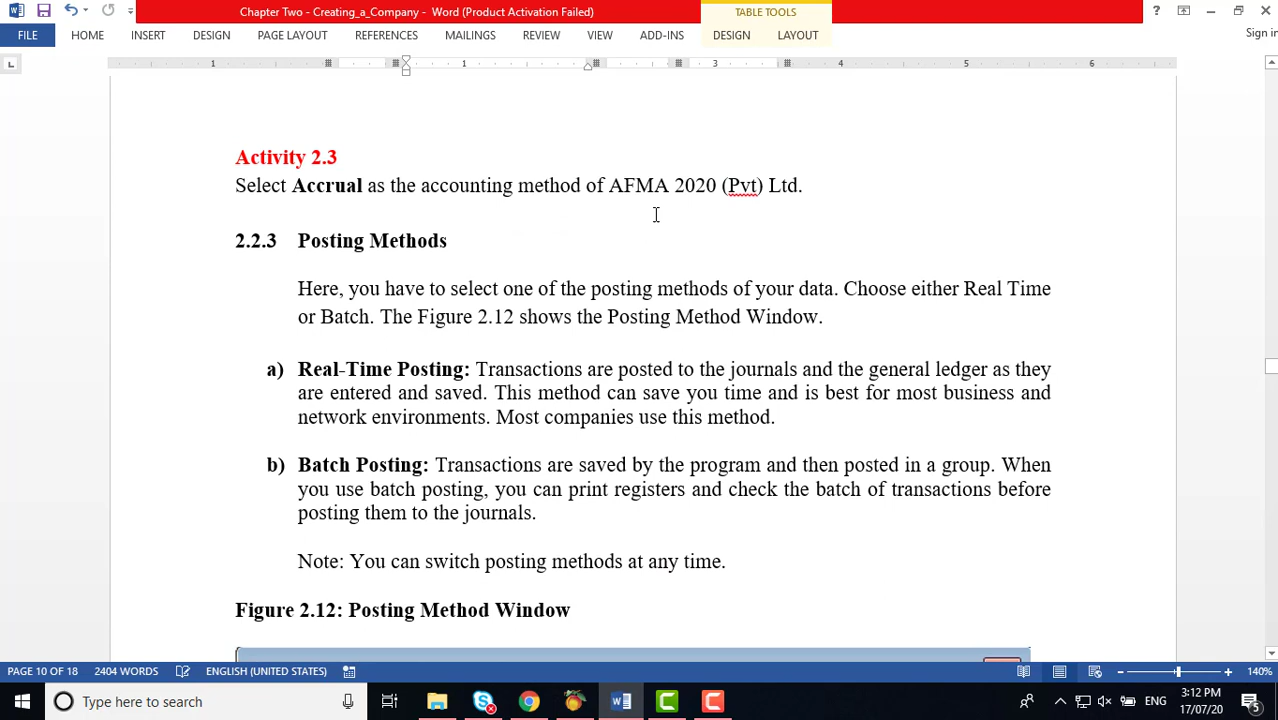 Chapter Two - Creating_a_Company - Word (Product Activation Failed)
TABLE TOOLS
FILE HOME INSERT DESIGN PAGE LAYOUT REFERENCES MAILINGS REVIEW VIEW ADD-INS DESIGN LAYOUT Sign in
1 1 3 4 5 6
Activity 2.3
Select Accrual as the accounting method of AFMA 2020 (Pvt) Ltd.
2.2.3 Posting Methods
Here, you have to select one of the posting methods of your data. Choose either Real Time
or Batch. The Figure 2.12 shows the Posting Method Window.
a) Real-Time Posting: Transactions are posted to the journals and the general ledger as they
are entered and saved. This method can save you time and is best for most business and
network environments. Most companies use this method.
b) Batch Posting: Transactions are saved by the program and then posted in a group. When
you use batch posting, you can print registers and check the batch of transactions before
posting them to the journals.
Note: You can switch posting methods at any time.
Figure 2.12: Posting Method Window
PAGE 10 OF 18 2404 WORDS ENGLISH (UNITED STATES) 140%
Type here to search
ENG
3:12 PM
17/07/20
5